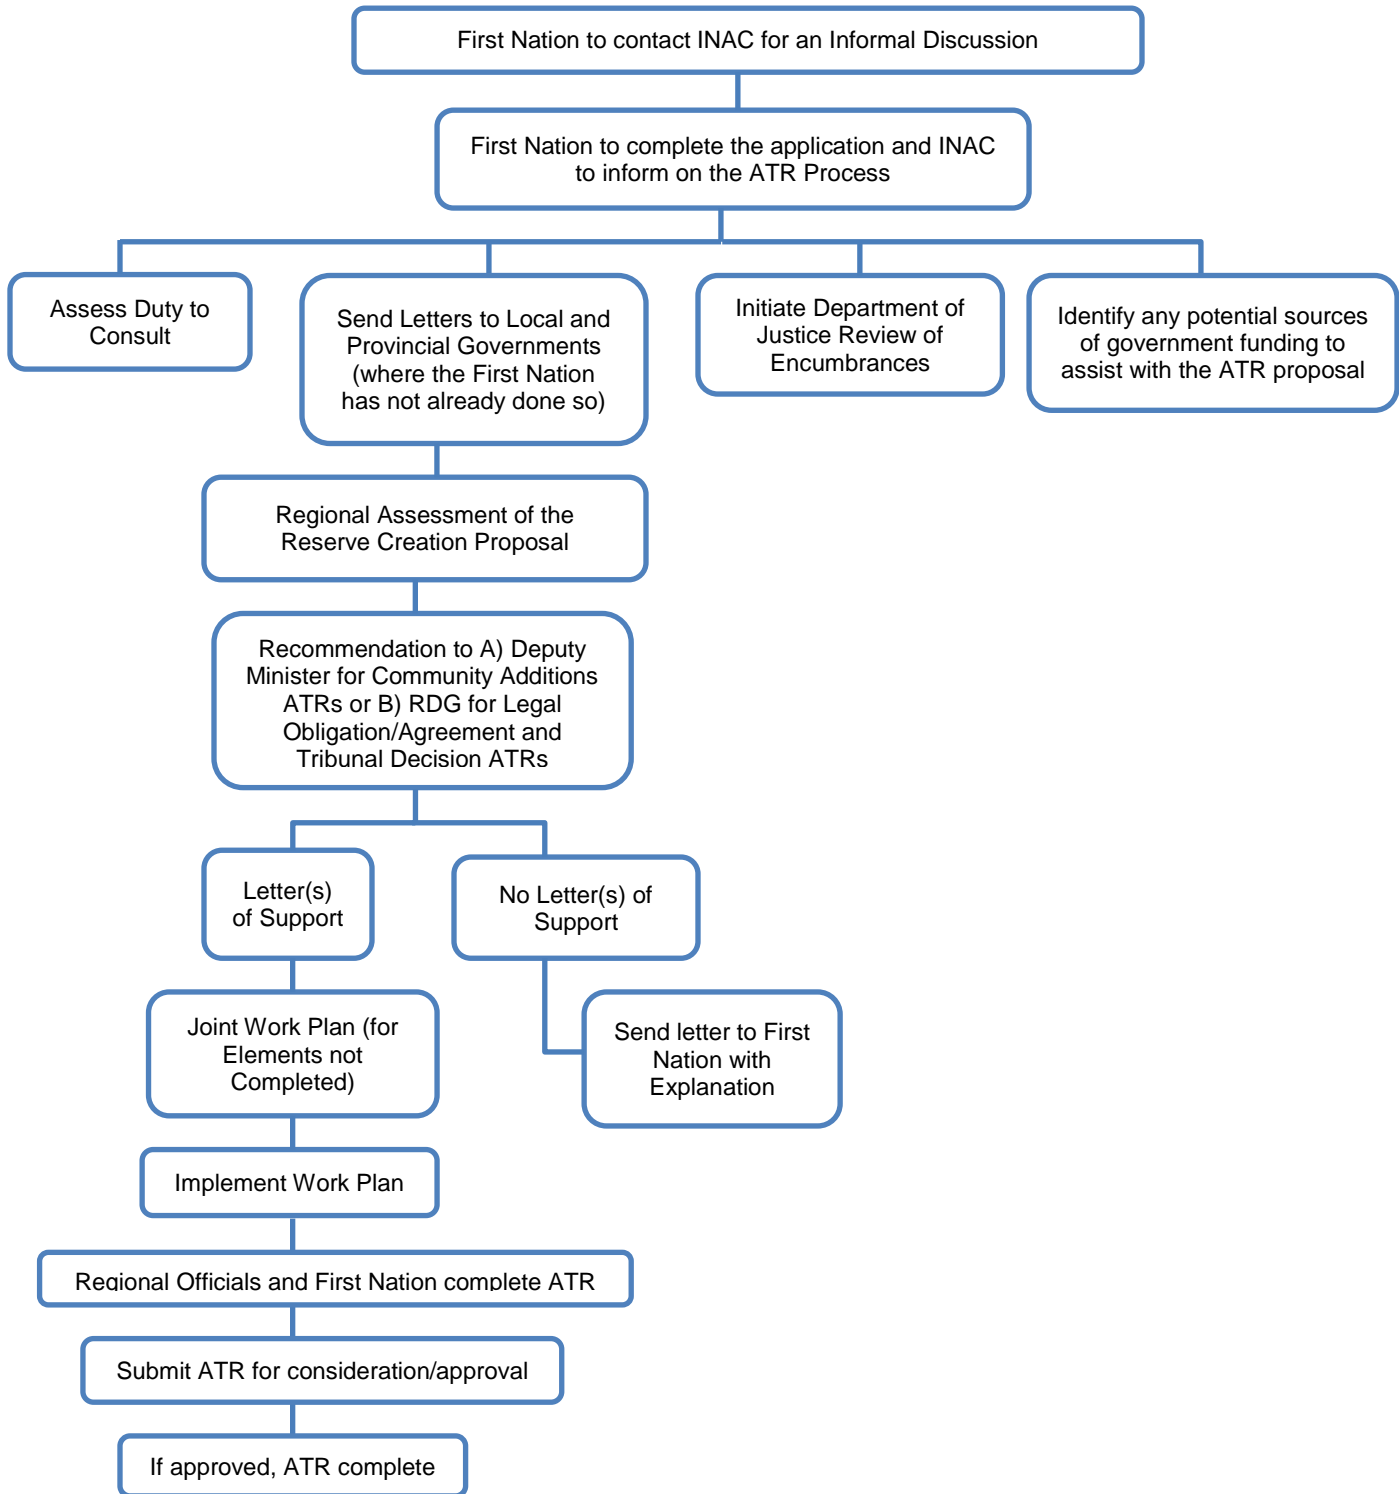 First Nation to contact INAC for an Informal Discussion
First Nation to complete the application and INAC
to inform on the ATR Process
Assess Duty to
Consult
Send Letters to Local and
Provincial Governments
(where the First Nation
has not already done so)
Initiate Department of
Justice Review of
Encumbrances
Identify any potential sources
of government funding to
assist with the ATR proposal
Regional Assessment of the
Reserve Creation Proposal
Recommendation to A) Deputy
Minister for Community Additions
ATRs or B) RDG for Legal
Obligation/Agreement and
Tribunal Decision ATRs
Letter(s)
of Support
No Letter(s) of
Support
Joint Work Plan (for
Elements not
Completed)
Send letter to First
Nation with
Explanation
Implement Work Plan
Regional Officials and First Nation complete ATR
Submit ATR for consideration/approval
If approved, ATR complete